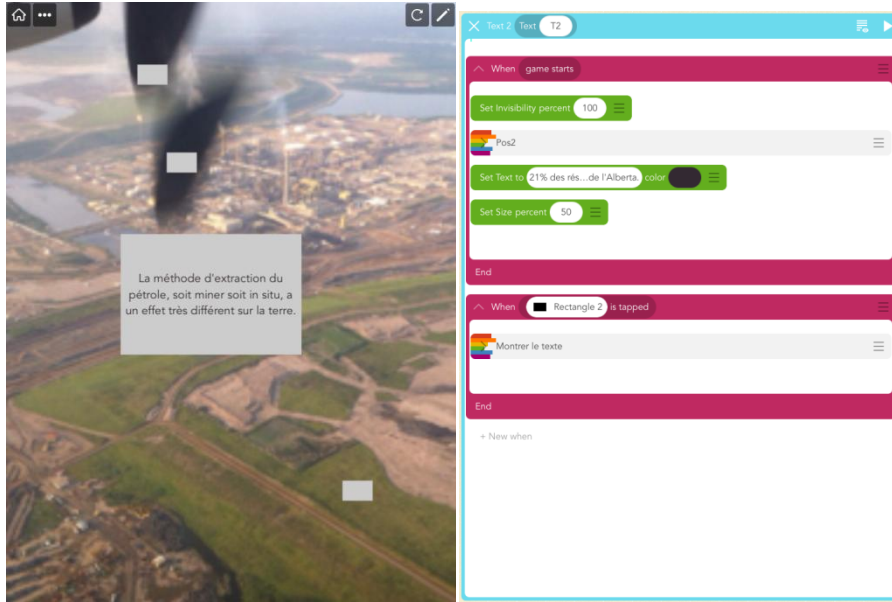 La méthode d'extraction du
pétrole, soit miner soit in situ, a
un effet très différent sur la terre.
Text 2 Text T2
When game starts
Set Invisibility percent 100
Pos2
Set Text to 21% des rés...de l'Alberta. color
Set Size percent 50
End
When Rectangle 2 is tapped
Montrer le texte
End
+ New when